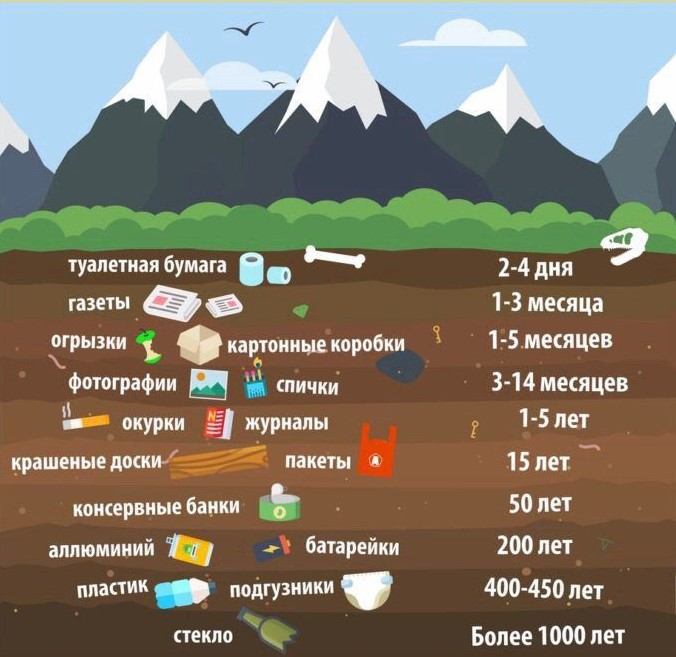 туалетная бумага 2-4 дня
газеты 1-3 месяца
огрызки картонные коробки 1-5 месяцев
фотографии спички 3-14 месяцев
окурки журналы 1-5 лет
крашеные доски пакеты 15 лет
консервные банки 50 лет
аллюминий батарейки 200 лет
пластик подгузники 400-450 лет
стекло Более 1000 лет